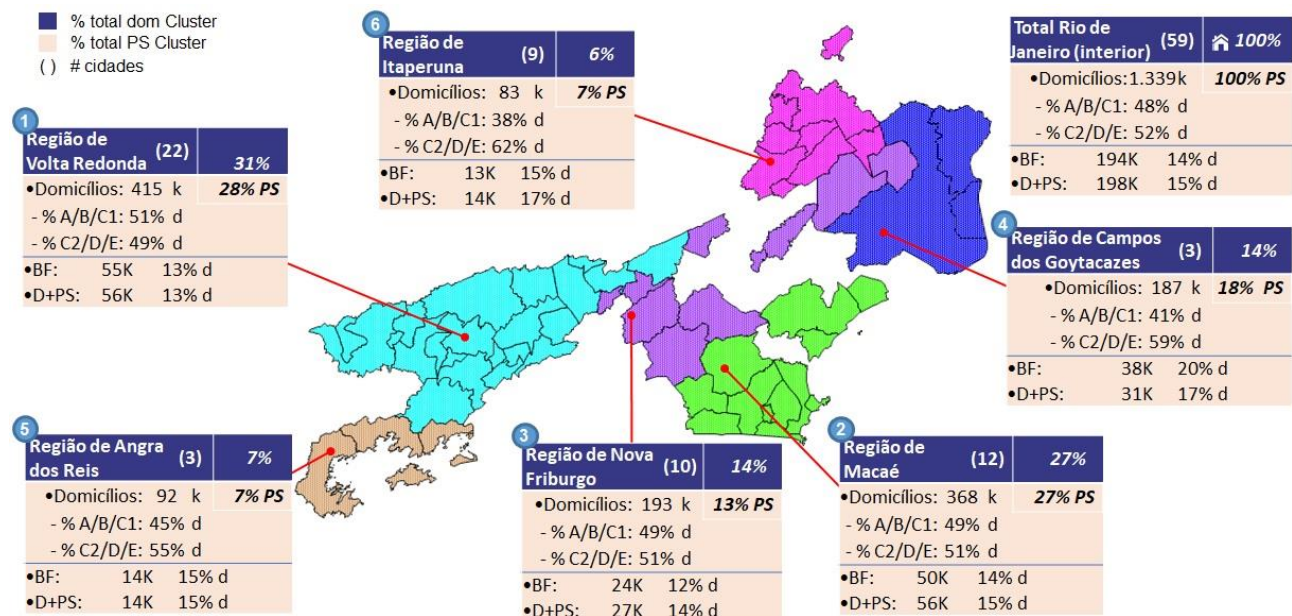 % total dom Cluster
% total PS Cluster
( ) # cidades
6
Região de
Itaperuna (9) 6%
•Domicílios: 83 k 7% PS
- % A/B/C1: 38% d
- % C2/D/E: 62% d
•BF: 13K 15% d
•D+PS: 14K 17% d
Total Rio de
Janeiro (interior) (59) 100%
•Domicílios:1.339k 100% PS
- % A/B/C1: 48% d
- % C2/D/E: 52% d
•BF: 194K 14% d
•D+PS: 198K 15% d
1
Região de
Volta Redonda (22) 31%
•Domicílios: 415 k 28% PS
- % A/B/C1: 51% d
- % C2/D/E: 49% d
•BF: 55K 13% d
•D+PS: 56K 13% d
4
Região de Campos
dos Goytacazes (3) 14%
•Domicílios: 187 k 18% PS
- % A/B/C1: 41% d
- % C2/D/E: 59% d
•BF: 38K 20% d
•D+PS: 31K 17% d
5
Região de Angra
dos Reis (3) 7%
•Domicílios: 92 k 7% PS
- % A/B/C1: 45% d
- % C2/D/E: 55% d
•BF: 14K 15% d
•D+PS: 14K 15% d
3
Região de Nova
Friburgo (10) 14%
•Domicílios: 193 k 13% PS
- % A/B/C1: 49% d
- % C2/D/E: 51% d
•BF: 24K 12% d
•D+PS: 27K 14% d
2
Região de
Macaé (12) 27%
•Domicílios: 368 k 27% PS
- % A/B/C1: 49% d
- % C2/D/E: 51% d
•BF: 50K 14% d
•D+PS: 56K 15% d